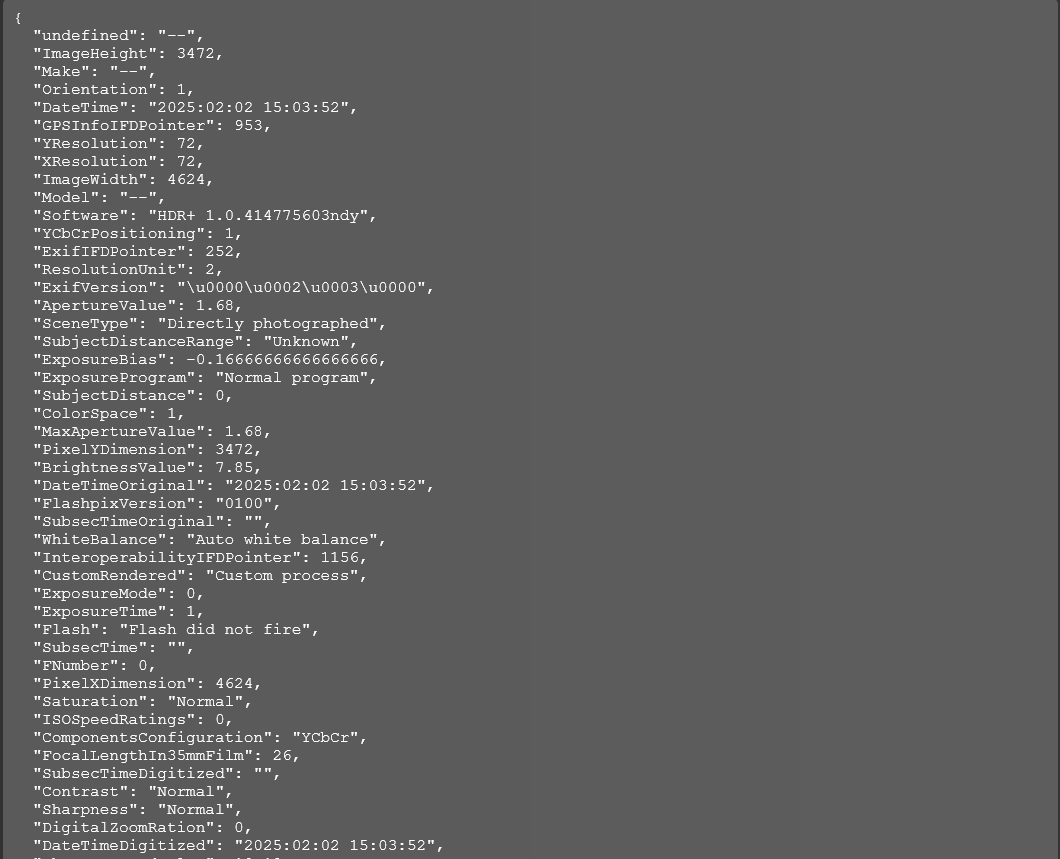 {
"undefined": "--",
"ImageHeight": 3472,
"Make": "--",
"Orientation": 1,
"DateTime": "2025:02:02 15:03:52",
"GPSInfoIFDPointer": 953,
"YResolution": 72,
"XResolution": 72,
"ImageWidth": 4624,
"Model": "--",
"Software": "HDR+ 1.0.414775603ndy",
"YCbCrPositioning": 1,
"ExifIFDPointer": 252,
"ResolutionUnit": 2,
"ExifVersion": "\u0000\u0002\u0003\u0000",
"ApertureValue": 1.68,
"SceneType": "Directly photographed",
"SubjectDistanceRange": "Unknown",
"ExposureBias": -0.16666666666666666,
"ExposureProgram": "Normal program",
"SubjectDistance": 0,
"ColorSpace": 1,
"MaxApertureValue": 1.68,
"PixelYDimension": 3472,
"BrightnessValue": 7.85,
"DateTimeOriginal": "2025:02:02 15:03:52",
"FlashpixVersion": "0100",
"SubsecTimeOriginal": "",
"WhiteBalance": "Auto white balance",
"InteroperabilityIFDPointer": 1156,
"CustomRendered": "Custom process",
"ExposureMode": 0,
"ExposureTime": 1,
"Flash": "Flash did not fire",
"SubsecTime": "",
"FNumber": 0,
"PixelXDimension": 4624,
"Saturation": "Normal",
"ISOSpeedRatings": 0,
"ComponentsConfiguration": "YCbCr",
"FocalLengthIn35mmFilm": 26,
"SubsecTimeDigitized": "",
"Contrast": "Normal",
"Sharpness": "Normal",
"DigitalZoomRation": 0,
"DateTimeDigitized": "2025:02:02 15:03:52",